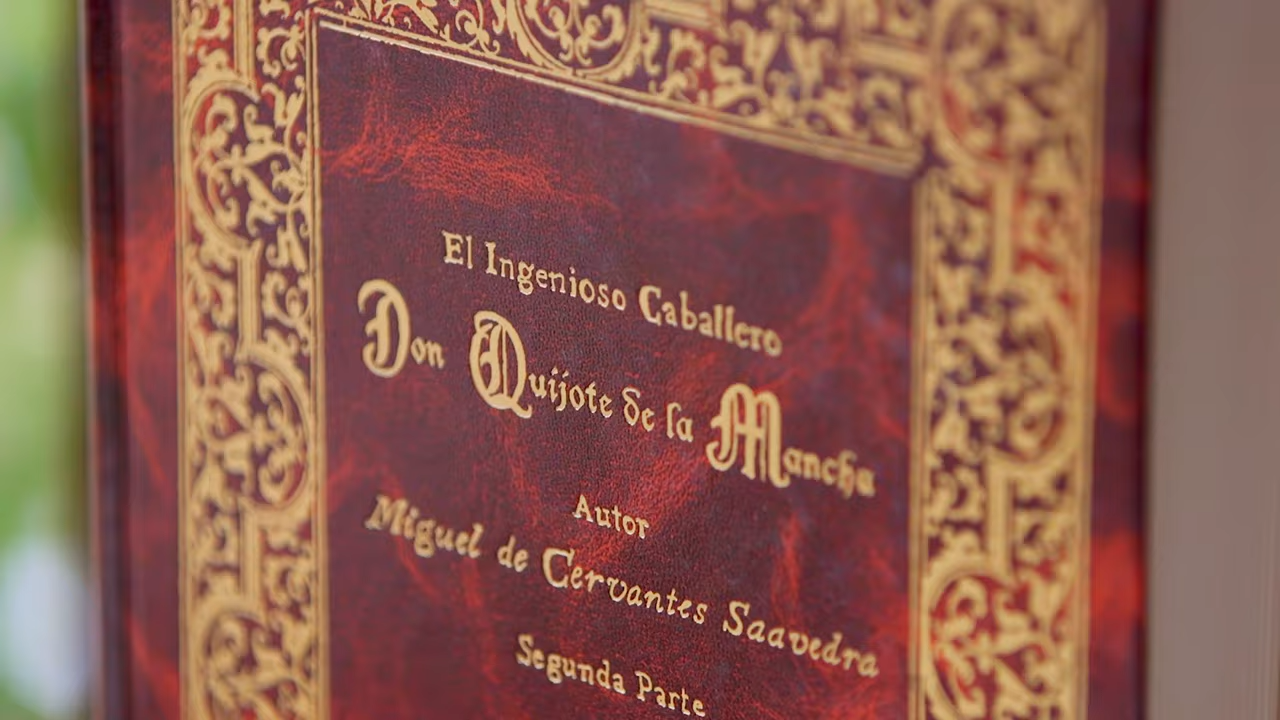 El Ingenioso Caballero
Don Quijote de la Mancha
Autor
Miguel de Cervantes Saavedra
Segunda Parte